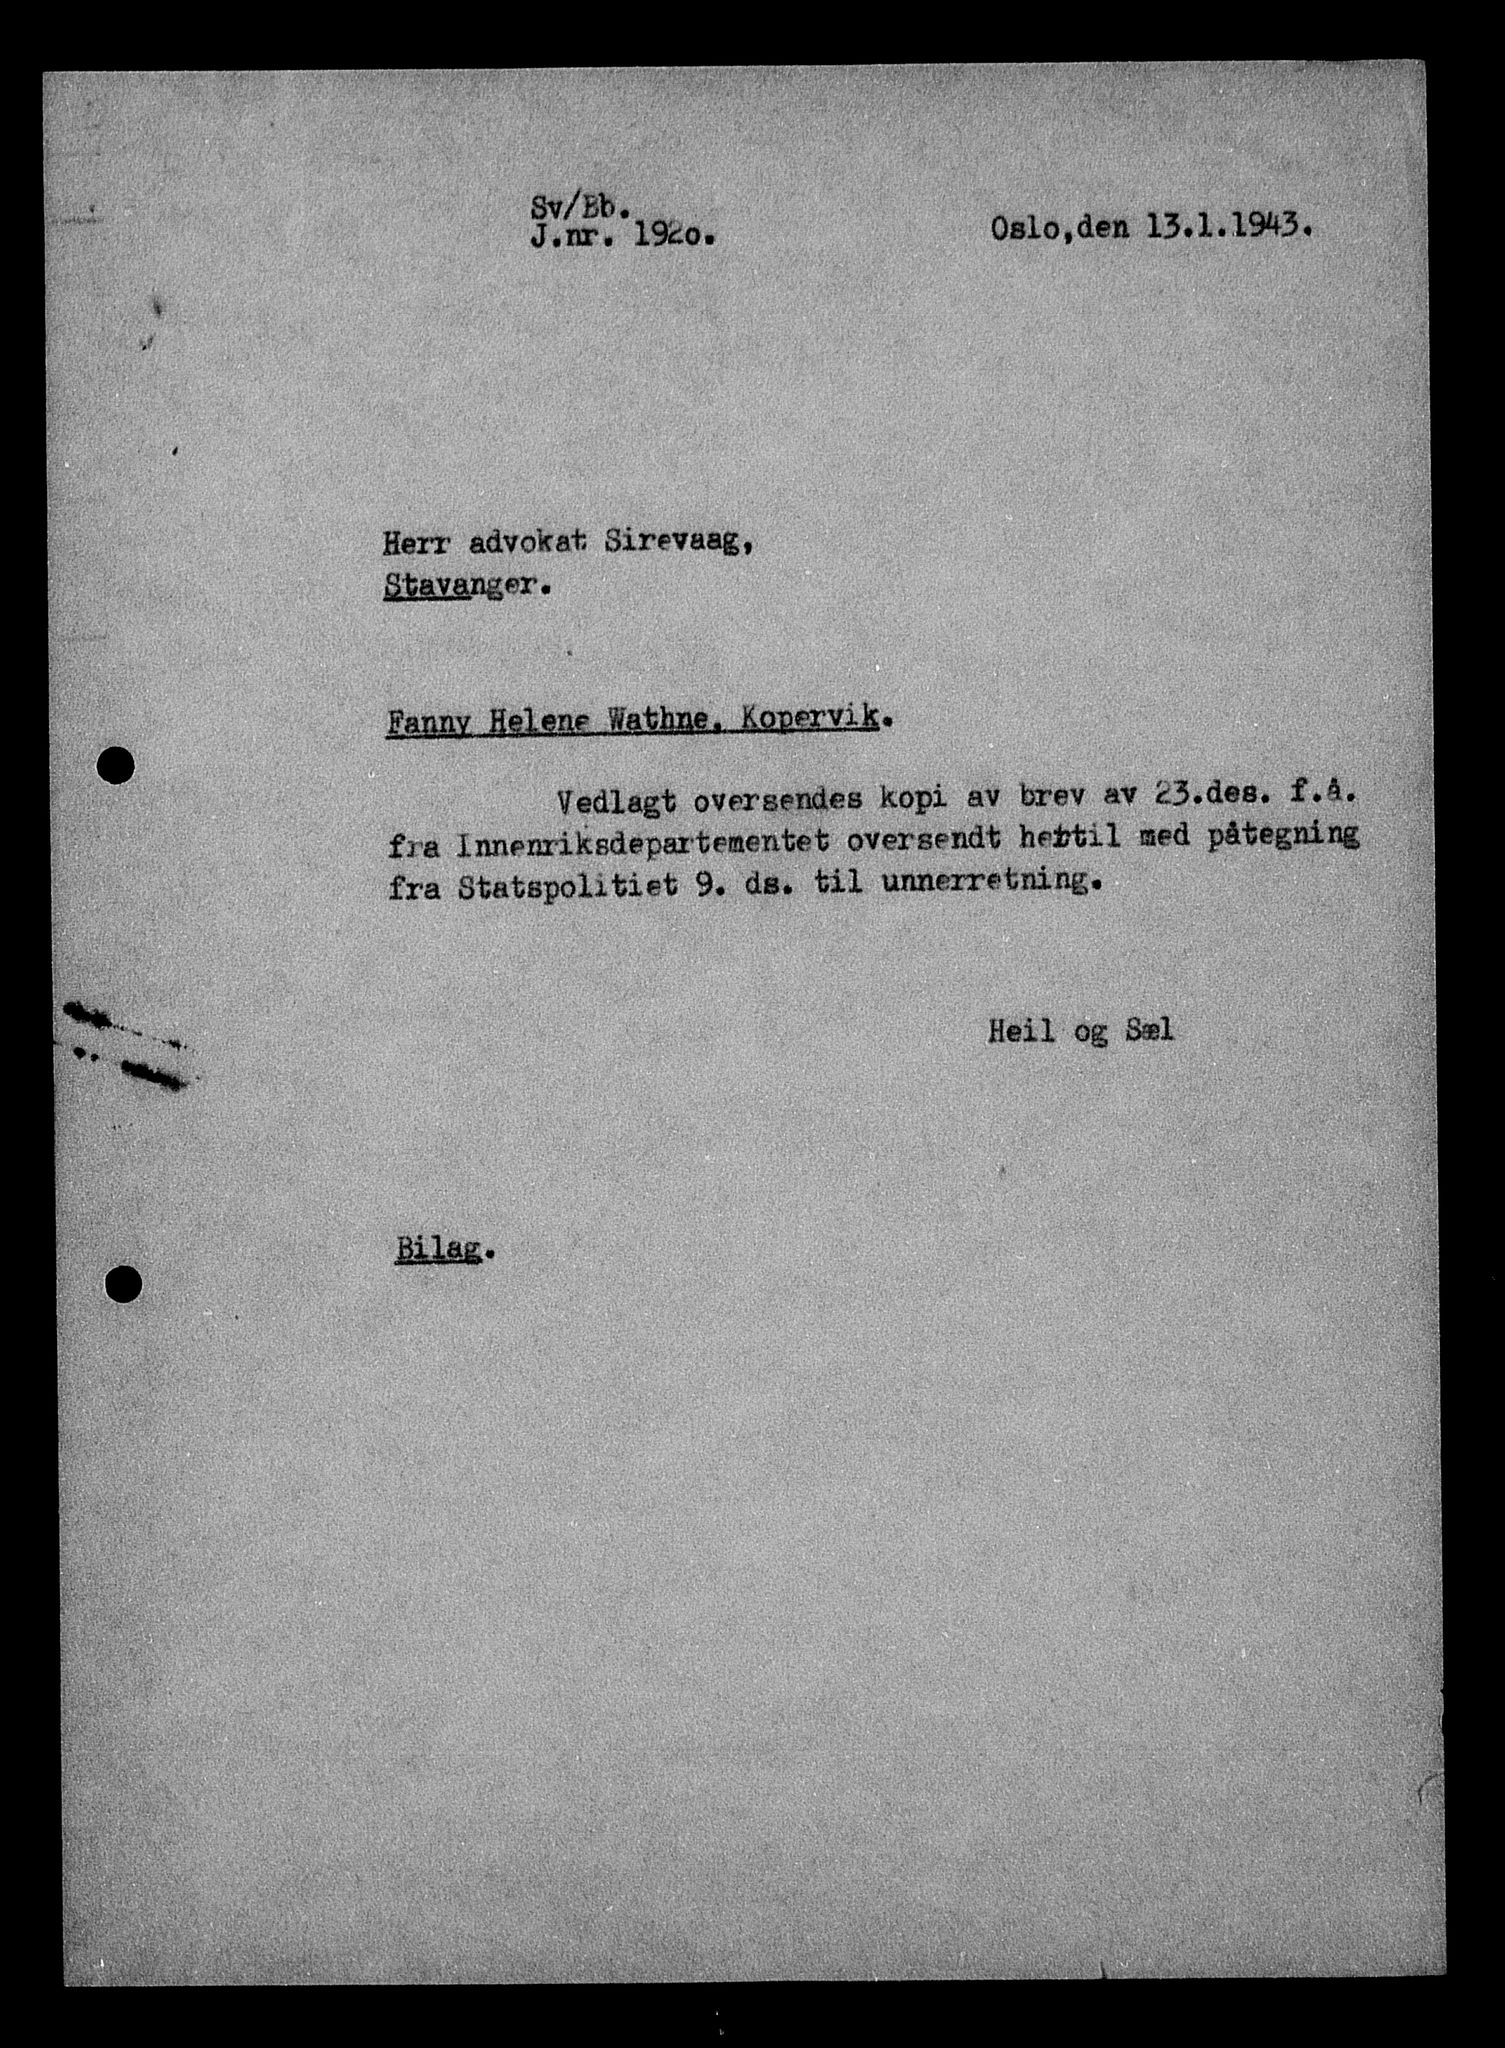 Sv/Bb.
J.nr. 192o.
Oslo,den 13.1.1943.
Herr advokat Sirevaag,
Stavanger.
Fanny Helene Wathne, Kopervik.
Vedlagt oversendes kopi av brev av 23.des. f.å.
fra Innenriksdepartementet oversendt hertil med påtegning
fra Statspolitiet 9. ds. til unnerretning.
Heil og Sæl
Bilag.